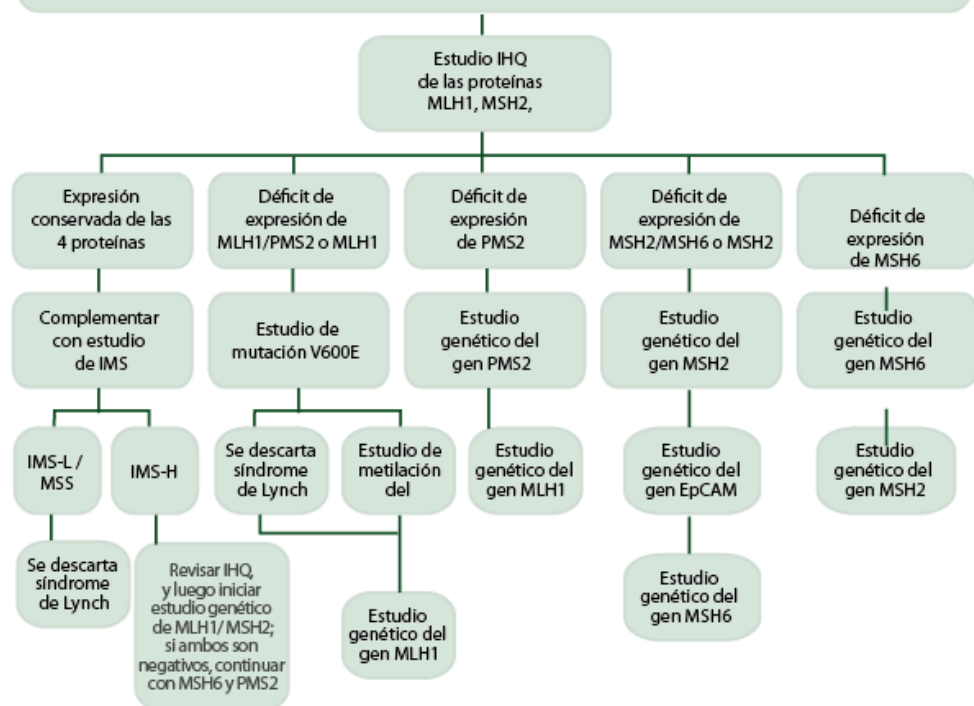 Estudio IHQ
de las proteínas
MLH1, MSH2,
Expresión
conservada de las
4 proteínas
Déficit de
expresión de
MLH1/PMS2 o MLH1
Déficit de
expresión
de PMS2
Déficit de
expresión de
MSH2/MSH6 o MSH2
Déficit de
expresión
de MSH6
Complementar
con estudio
de IMS
Estudio de
mutación V600E
Estudio
genético del
gen PMS2
Estudio
genético del
gen MSH2
Estudio
genético del
gen MSH6
IMS-L /
MSS
IMS-H
Se descarta
síndrome
de Lynch
Estudio de
metilación
del
Estudio
genético del
gen MLH1
Estudio
genético del
gen EpCAM
Estudio
genético del
gen MSH2
Se descarta
síndrome
de Lynch
Revisar IHQ,
y luego iniciar
estudio genético
de MLH1/ MSH2;
si ambos son
negativos, continuar
con MSH6 y PMS2
Estudio
genético del
gen MLH1
Estudio
genético del
gen MSH6